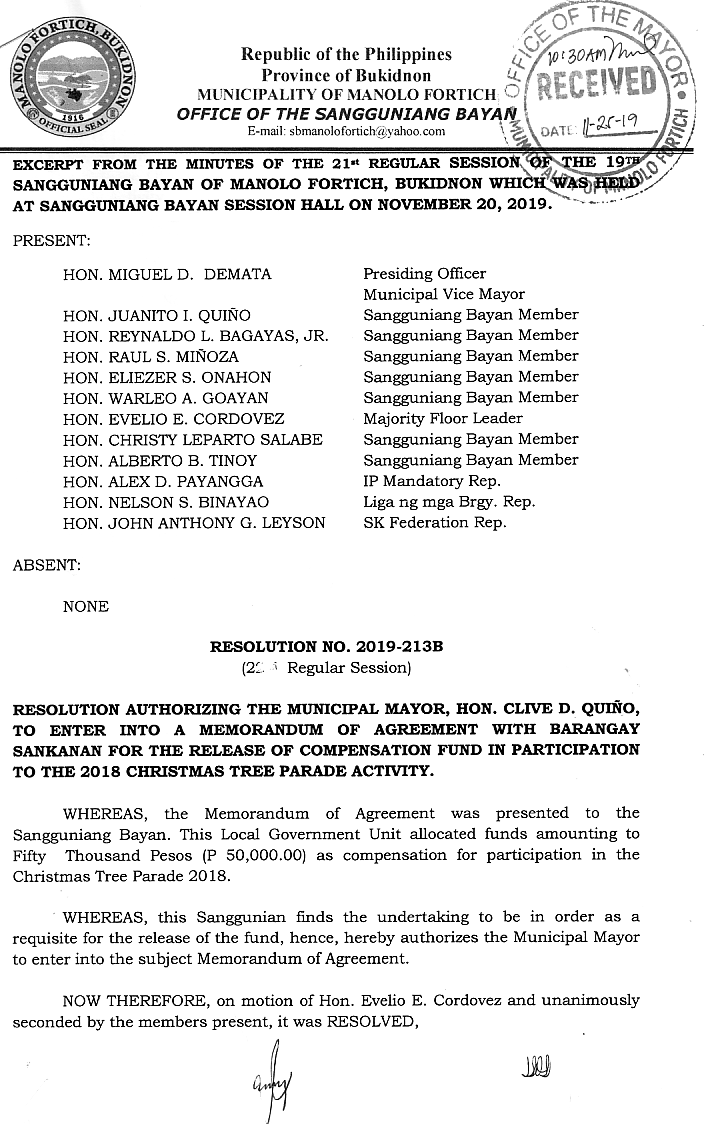 MANOLO FORTICH, BUKIDNON
1916
OFFICIAL SEAL
Republic of the Philippines
Province of Bukidnon
MUNICIPALITY OF MANOLO FORTICH
OFFICE OF THE SANGGUNIANG BAYAN
E-mail: sbmanolofortich@yahoo.com
OFFICE OF THE MAYOR
10:30AM
RECEIVED
DATE: 11-25-19
MUNICIPALITY OF MANOLO FORTICH
EXCERPT FROM THE MINUTES OF THE 21st REGULAR SESSION OF THE 19TH
SANGGUNIANG BAYAN OF MANOLO FORTICH, BUKIDNON WHICH WAS HELD
AT SANGGUNIANG BAYAN SESSION HALL ON NOVEMBER 20, 2019.
PRESENT:
HON. MIGUEL D. DEMATA Presiding Officer
Municipal Vice Mayor
HON. JUANITO I. QUIÑO Sangguniang Bayan Member
HON. REYNALDO L. BAGAYAS, JR. Sangguniang Bayan Member
HON. RAUL S. MIÑOZA Sangguniang Bayan Member
HON. ELIEZER S. ONAHON Sangguniang Bayan Member
HON. WARLEO A. GOAYAN Sangguniang Bayan Member
HON. EVELIO E. CORDOVEZ Majority Floor Leader
HON. CHRISTY LEPARTO SALABE Sangguniang Bayan Member
HON. ALBERTO B. TINOY Sangguniang Bayan Member
HON. ALEX D. PAYANGGA IP Mandatory Rep.
HON. NELSON S. BINAYAO Liga ng mga Brgy. Rep.
HON. JOHN ANTHONY G. LEYSON SK Federation Rep.
ABSENT:
NONE
RESOLUTION NO. 2019-213B
Regular Session)
RESOLUTION AUTHORIZING THE MUNICIPAL MAYOR, HON. CLIVE D. QUIÑO,
TO ENTER INTO A MEMORANDUM OF AGREEMENT WITH BARANGAY
SANKANAN FOR THE RELEASE OF COMPENSATION FUND IN PARTICIPATION
TO THE 2018 CHRISTMAS TREE PARADE ACTIVITY.
WHEREAS, the Memorandum of Agreement was presented to the
Sangguniang Bayan. This Local Government Unit allocated funds amounting to
Fifty Thousand Pesos (P 50,000.00) as compensation for participation in the
Christmas Tree Parade 2018.
WHEREAS, this Sanggunian finds the undertaking to be in order as a
requisite for the release of the fund, hence, hereby authorizes the Municipal Mayor
to enter into the subject Memorandum of Agreement.
NOW THEREFORE, on motion of Hon. Evelio E. Cordovez and unanimously
seconded by the members present, it was RESOLVED,